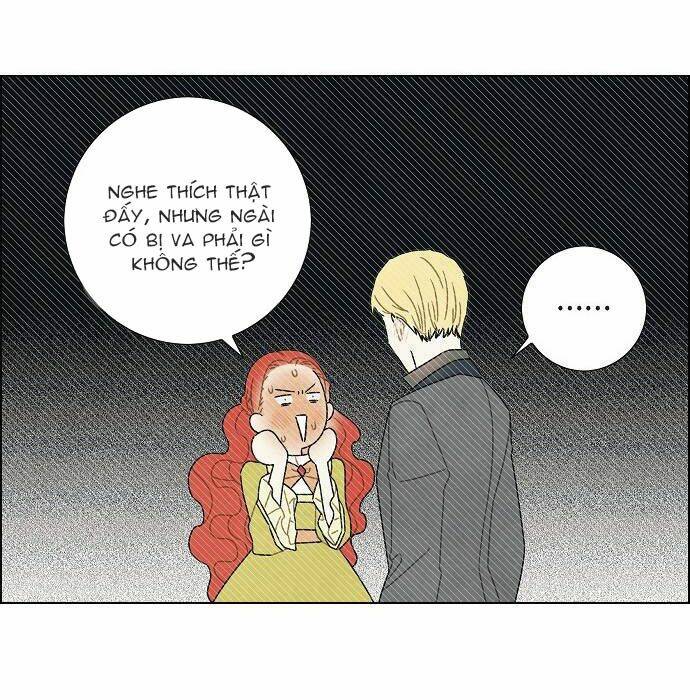 NGHE THÍCH THẬT
ĐẤY, NHƯNG NGÀI
CÓ BỊ VA PHẢI GÌ
KHÔNG THẾ?
......